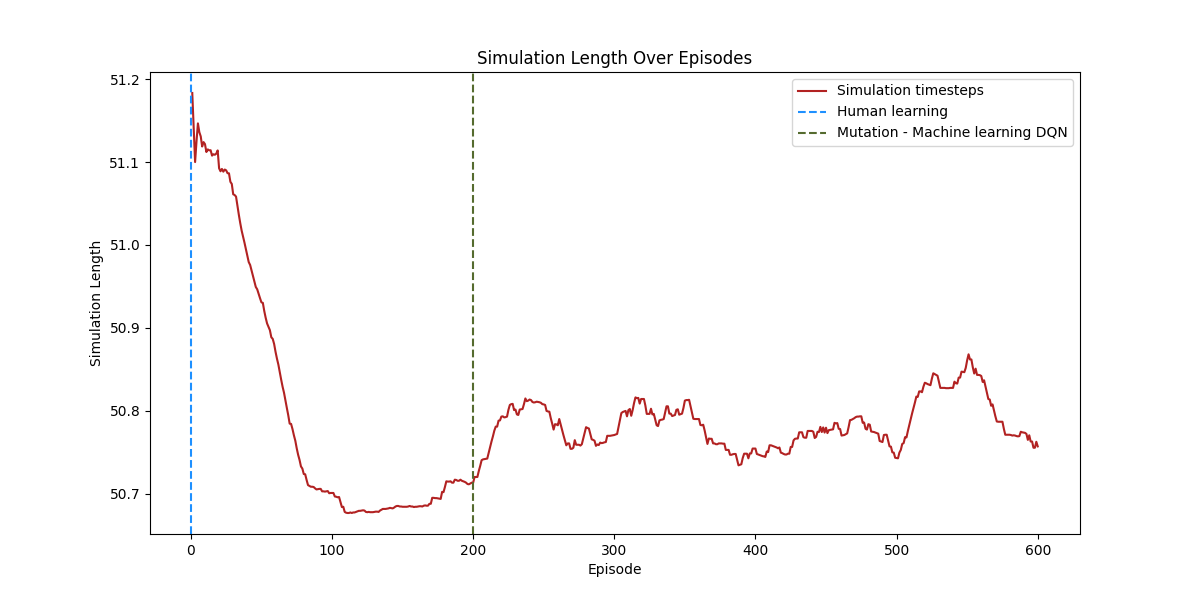 Simulation Length Over Episodes
51.2
51.1
51.0
50.9
50.8
50.7
Simulation Length
Simulation timesteps
Human learning
Mutation - Machine learning DQN
0 100 200 300 400 500 600
Episode